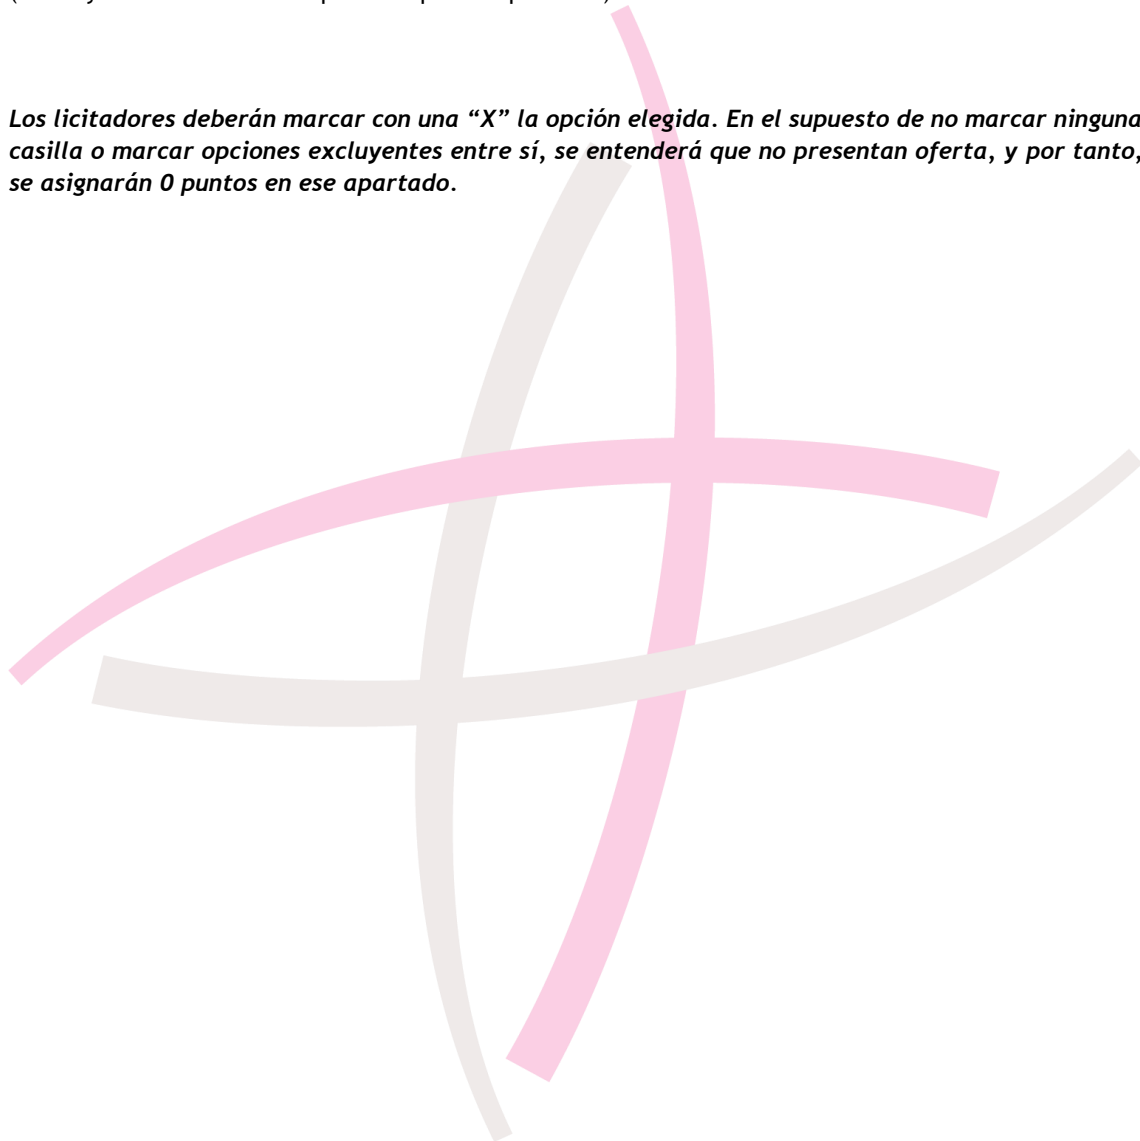 Los licitadores deberán marcar con una “X” la opción elegida. En el supuesto de no marcar ninguna
casilla o marcar opciones excluyentes entre sí, se entenderá que no presentan oferta, y por tanto,
se asignarán 0 puntos en ese apartado.